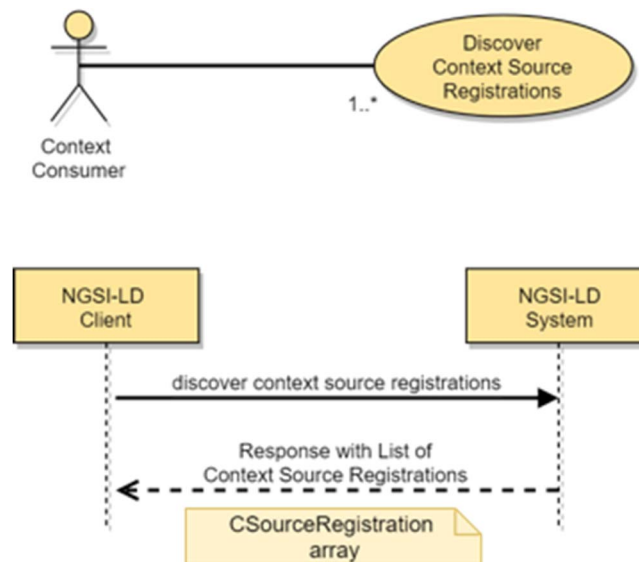 Discover
Context Source
Registrations
1..*
Context
Consumer
NGSI-LD
Client
NGSI-LD
System
discover context source registrations
Response with List of
Context Source Registrations
CSourceRegistration
array